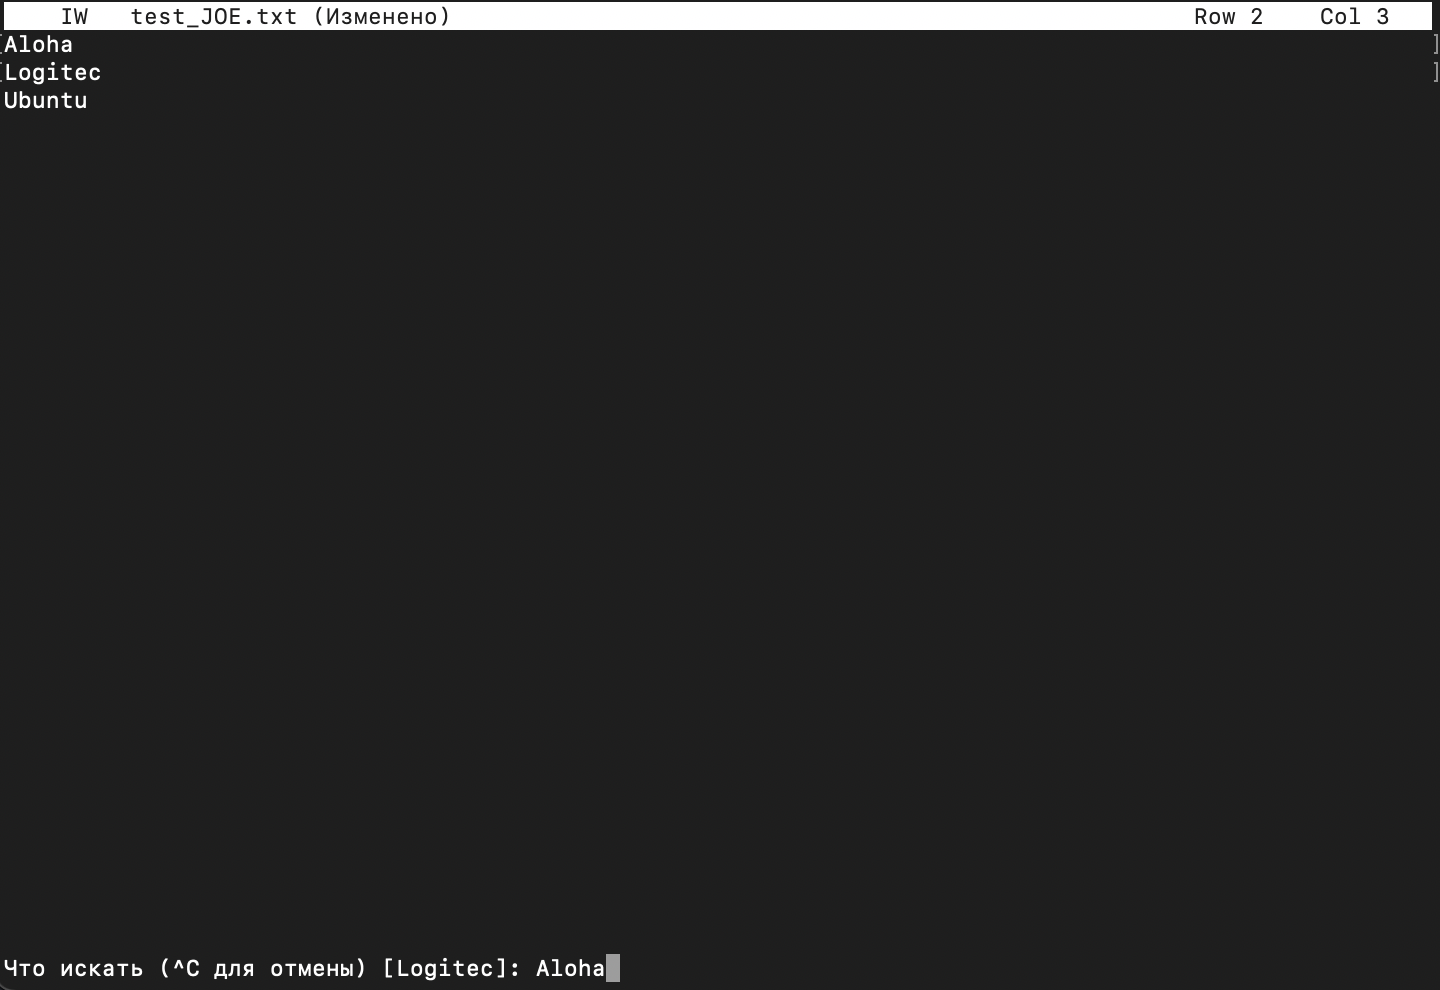 IW test_JOE.txt (Изменено) Row 2 Col 3
Aloha
Logitec
Ubuntu
Что искать (^C для отмены) [Logitec]: Aloha